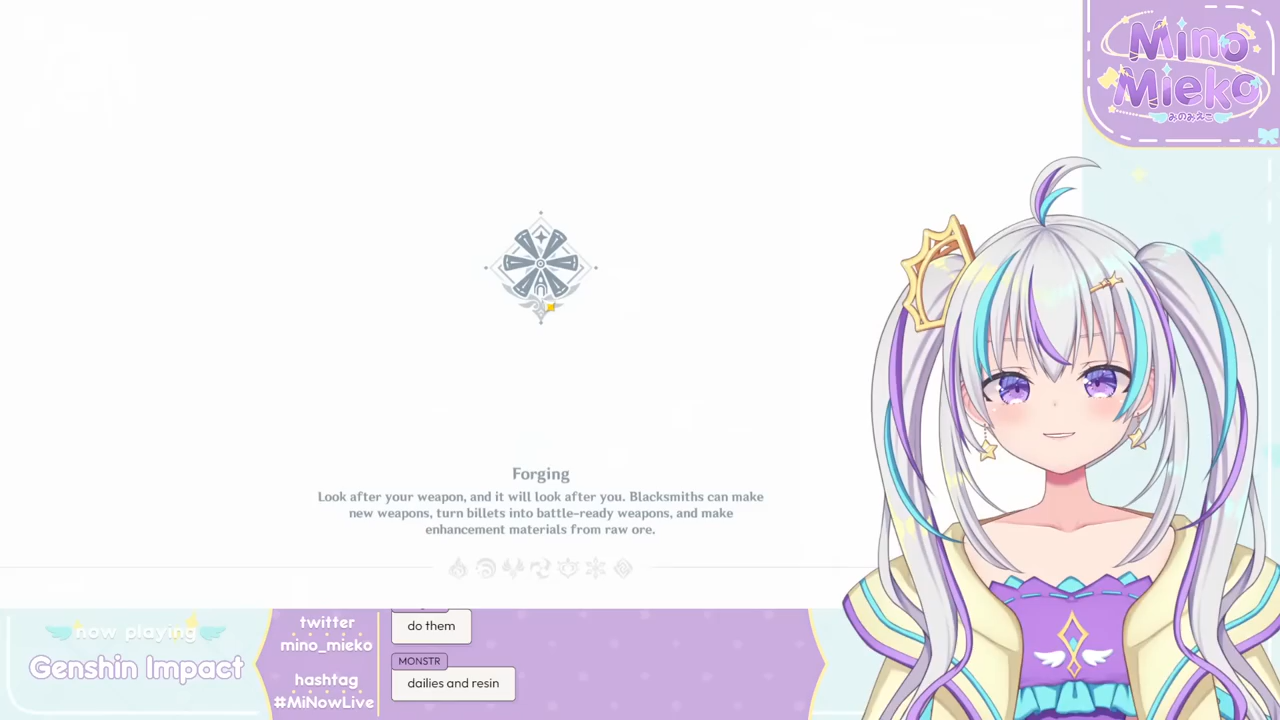 Mino
Mieko
みのみえこ
Forging
Look after your weapon, and it will look after you. Blacksmiths can make
new weapons, turn billets into battle-ready weapons, and make
enhancement materials from raw ore.
now playing
Genshin Impact
twitter
mino_mieko
hashtag
#MiNowLive
do them
MONSTR
dailies and resin